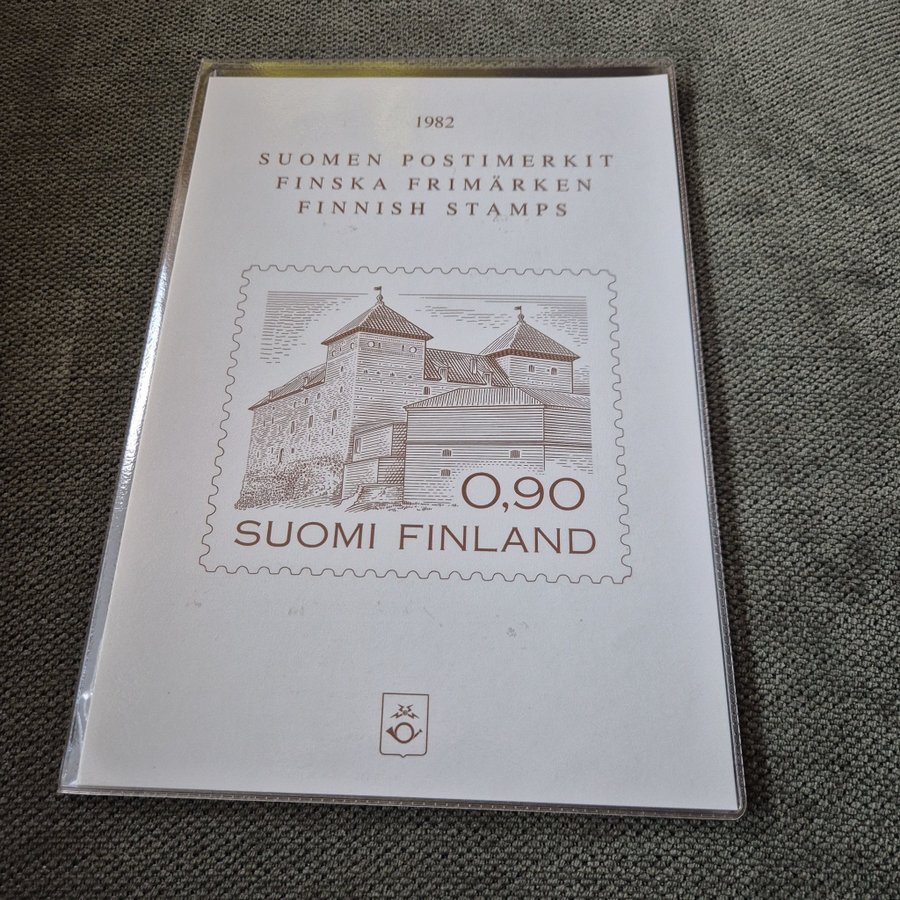 1982
SUOMEN POSTIMERKIT
FINSKA FRIMÄRKEN
FINNISH STAMPS
0,90
SUOMI FINLAND